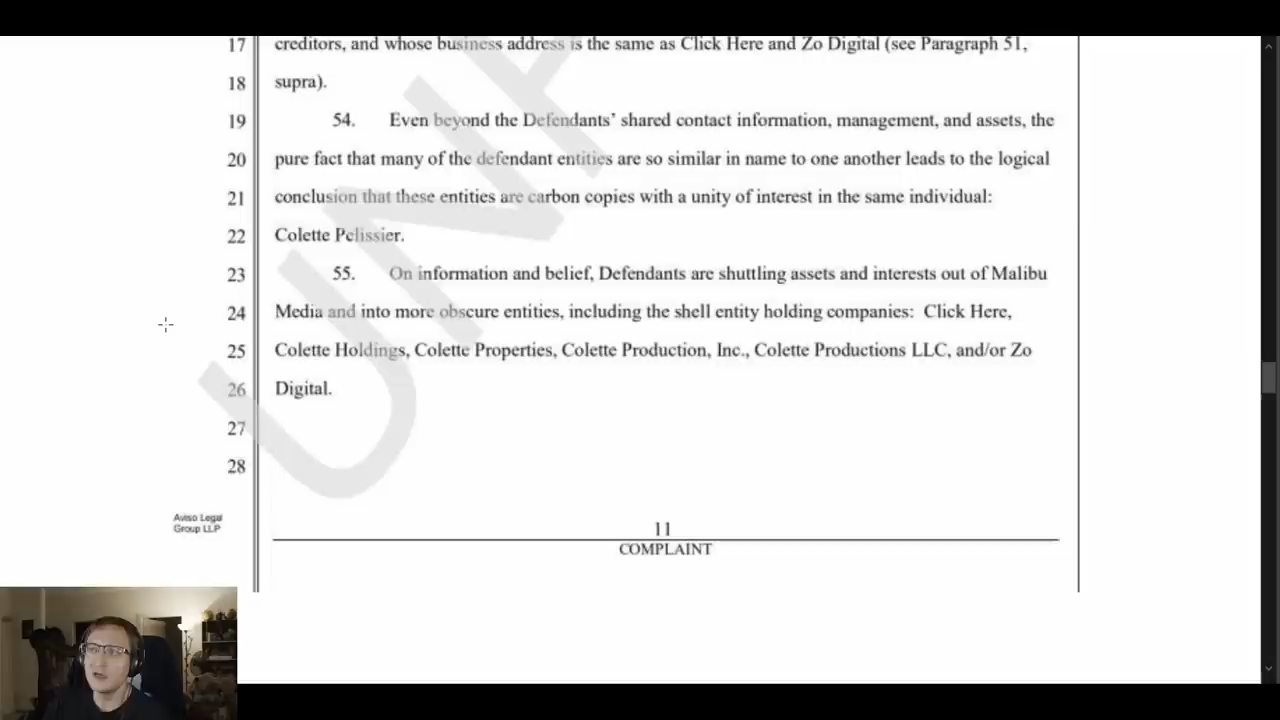 17 creditors, and whose business address is the same as Click Here and Zo Digital (see Paragraph 51,
18 supra).
19 54. Even beyond the Defendants' shared contact information, management, and assets, the
20 pure fact that many of the defendant entities are so similar in name to one another leads to the logical
21 conclusion that these entities are carbon copies with a unity of interest in the same individual:
22 Colette Pelissier.
23 55. On information and belief, Defendants are shuttling assets and interests out of Malibu
24 Media and into more obscure entities, including the shell entity holding companies: Click Here,
25 Colette Holdings, Colette Properties, Colette Production, Inc., Colette Productions LLC, and/or Zo
26 Digital.
27
28
Aviso Legal
Group LLP
11
COMPLAINT